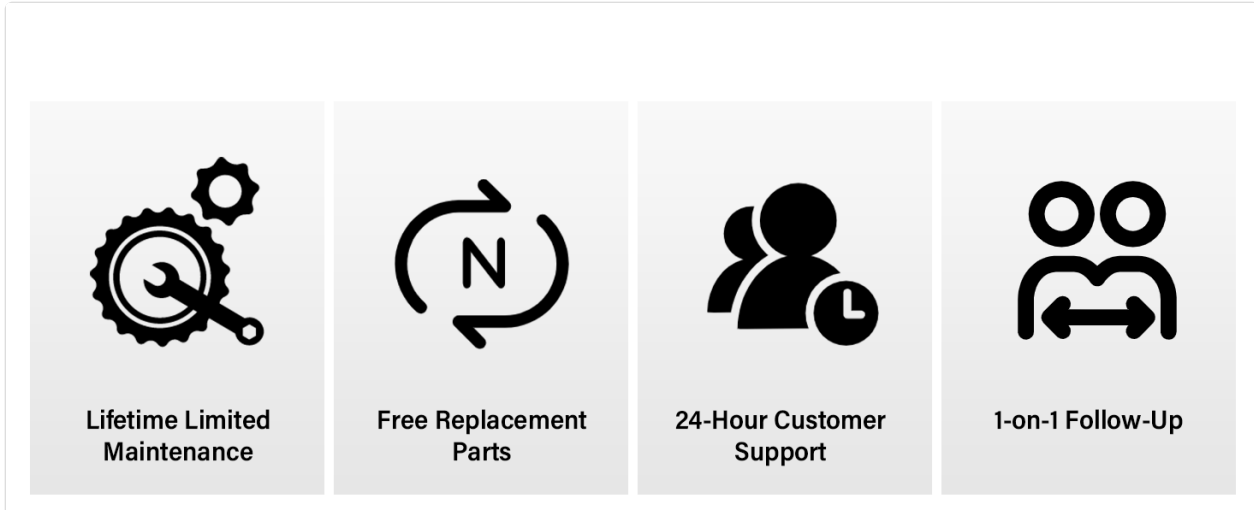 N
Lifetime Limited
Maintenance
Free Replacement
Parts
24-Hour Customer
Support
1-on-1 Follow-Up